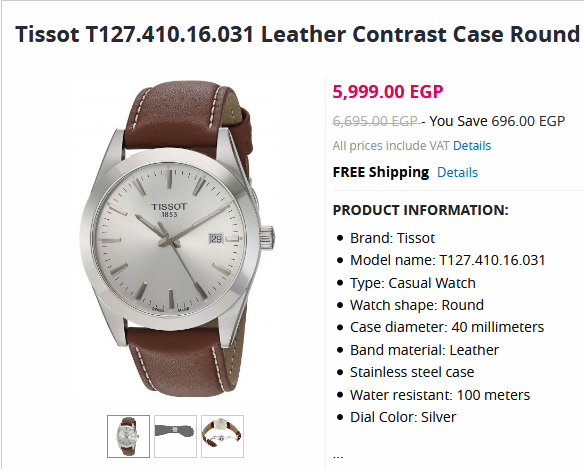 Tissot T127.410.16.031 Leather Contrast Case Round
5,999.00 EGP
6,695.00 EGP - You Save 696.00 EGP
All prices include VAT Details
FREE Shipping Details
PRODUCT INFORMATION:
● Brand: Tissot
● Model name: T127.410.16.031
● Type: Casual Watch
● Watch shape: Round
● Case diameter: 40 millimeters
● Band material: Leather
● Stainless steel case
● Water resistant: 100 meters
● Dial Color: Silver
...
TISSOT
1853
29